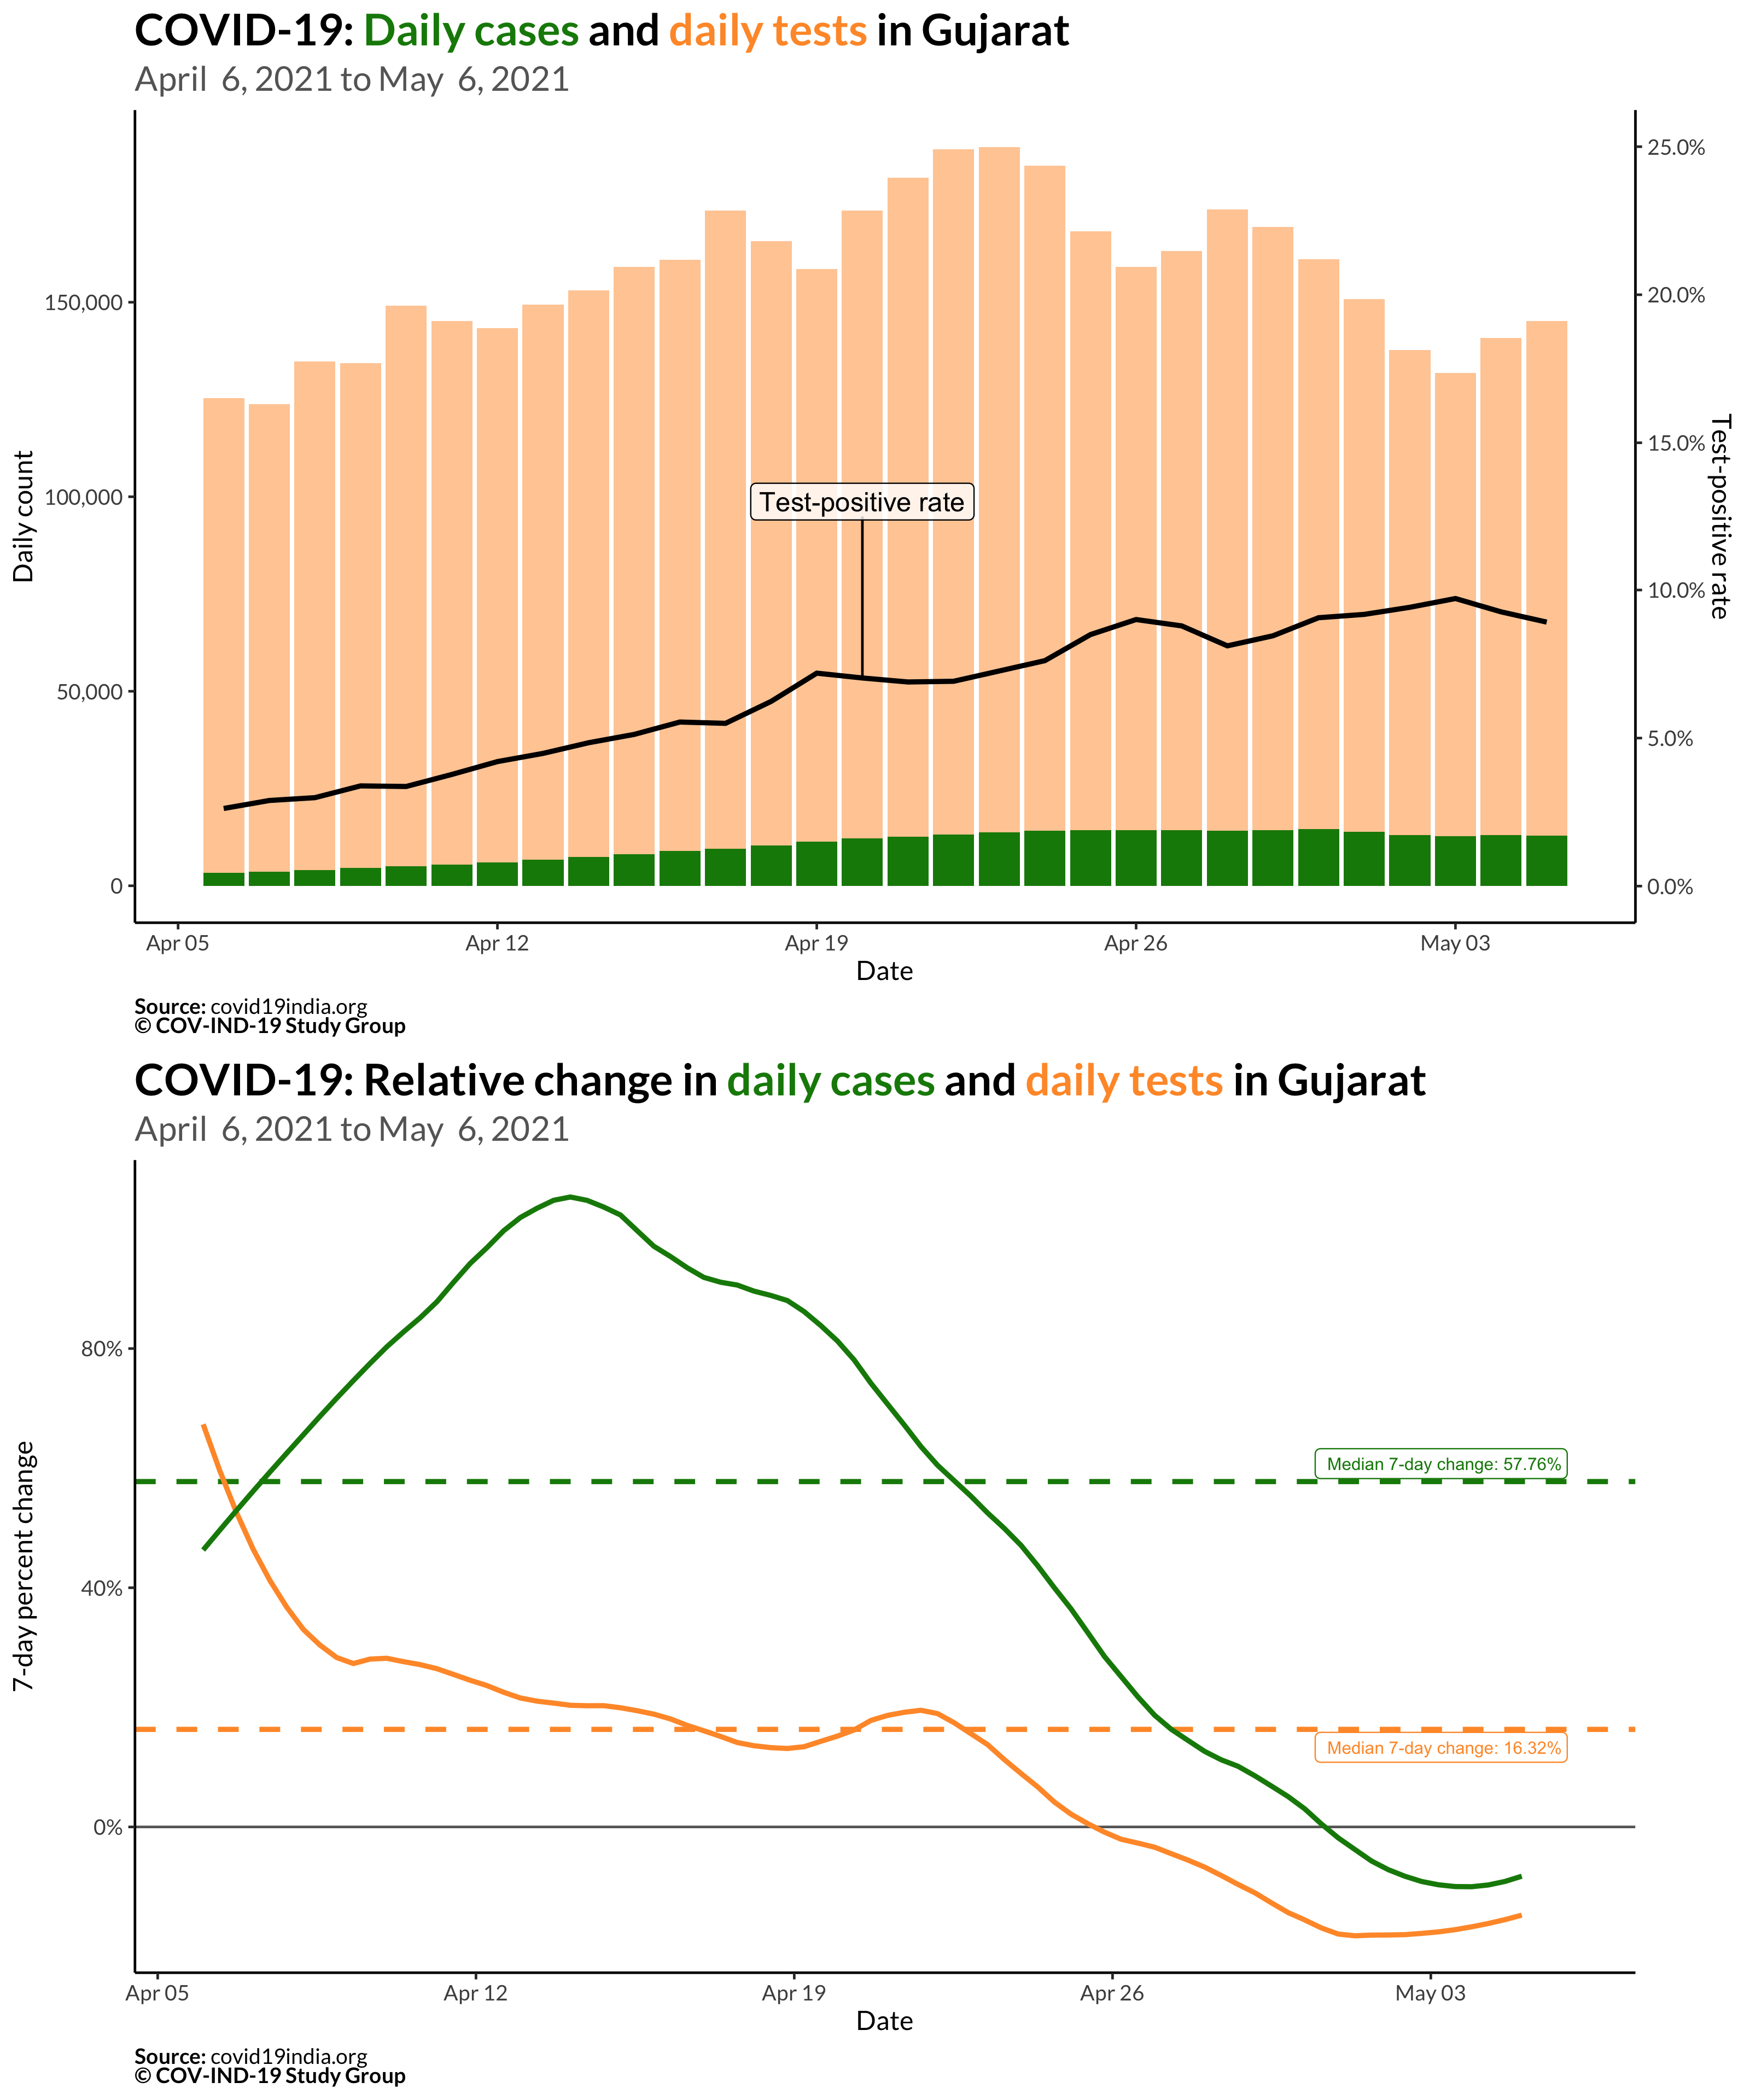 COVID-19: Daily cases and daily tests in Gujarat
April 6, 2021 to May 6, 2021
Daily count
150,000
100,000
50,000
0
Test-positive rate
25.0%
20.0%
15.0%
10.0%
5.0%
0.0%
Test-positive rate
Apr 05
Apr 12
Apr 19
Apr 26
May 03
Date
Source: covid19india.org
© COV-IND-19 Study Group
COVID-19: Relative change in daily cases and daily tests in Gujarat
April 6, 2021 to May 6, 2021
7-day percent change
80%
40%
0%
Median 7-day change: 57.76%
Median 7-day change: 16.32%
Apr 05
Apr 12
Apr 19
Apr 26
May 03
Date
Source: covid19india.org
© COV-IND-19 Study Group